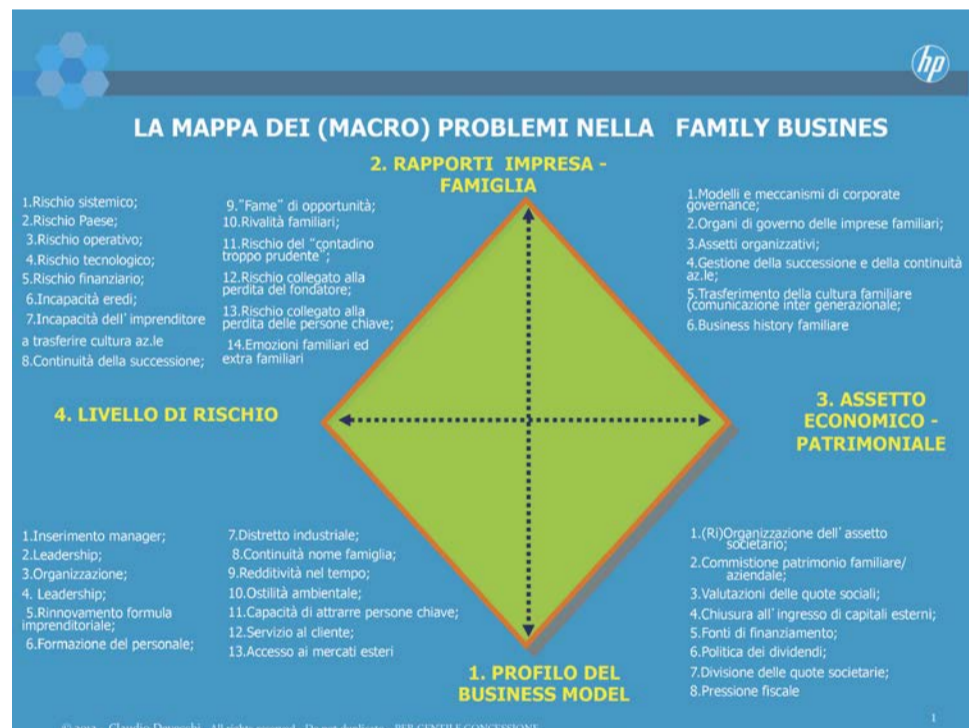 hp
LA MAPPA DEI (MACRO) PROBLEMI NELLA FAMILY BUSINES
2. RAPPORTI IMPRESA -
FAMIGLIA
1.Rischio sistemico;
2.Rischio Paese;
3.Rischio operativo;
4.Rischio tecnologico;
5.Rischio finanziario;
6.Incapacità eredi;
7.Incapacità dell'imprenditore
a trasferire cultura az.le
8.Continuità della successione;
9."Fame" di opportunità;
10.Rivalità familiari;
11.Rischio del "contadino
troppo prudente";
12.Rischio collegato alla
perdita del fondatore;
13.Rischio collegato alla
perdita delle persone chiave;
14.Emozioni familiari ed
extra familiari
1.Modelli e meccanismi di corporate
governance;
2.Organi di governo delle imprese familiari;
3.Assetti organizzativi;
4.Gestione della successione e della continuità
az.le;
5.Trasferimento della cultura familiare
(comunicazione inter generazionale;
6.Business history familiare
4. LIVELLO DI RISCHIO
3. ASSETTO
ECONOMICO -
PATRIMONIALE
1.Inserimento manager;
2.Leadership;
3.Organizzazione;
4. Leadership;
5.Rinnovamento formula
imprenditoriale;
6.Formazione del personale;
7.Distretto industriale;
8.Continuità nome famiglia;
9.Redditività nel tempo;
10.Ostilità ambientale;
11.Capacità di attrarre persone chiave;
12.Servizio al cliente;
13.Accesso ai mercati esteri
1.(Ri)Organizzazione dell'assetto
societario;
2.Commistione patrimonio familiare/
aziendale;
3.Valutazioni delle quote sociali;
4.Chiusura all'ingresso di capitali esterni;
5.Fonti di finanziamento;
6.Politica dei dividendi;
7.Divisione delle quote societarie;
8.Pressione fiscale
1. PROFILO DEL
BUSINESS MODEL
1